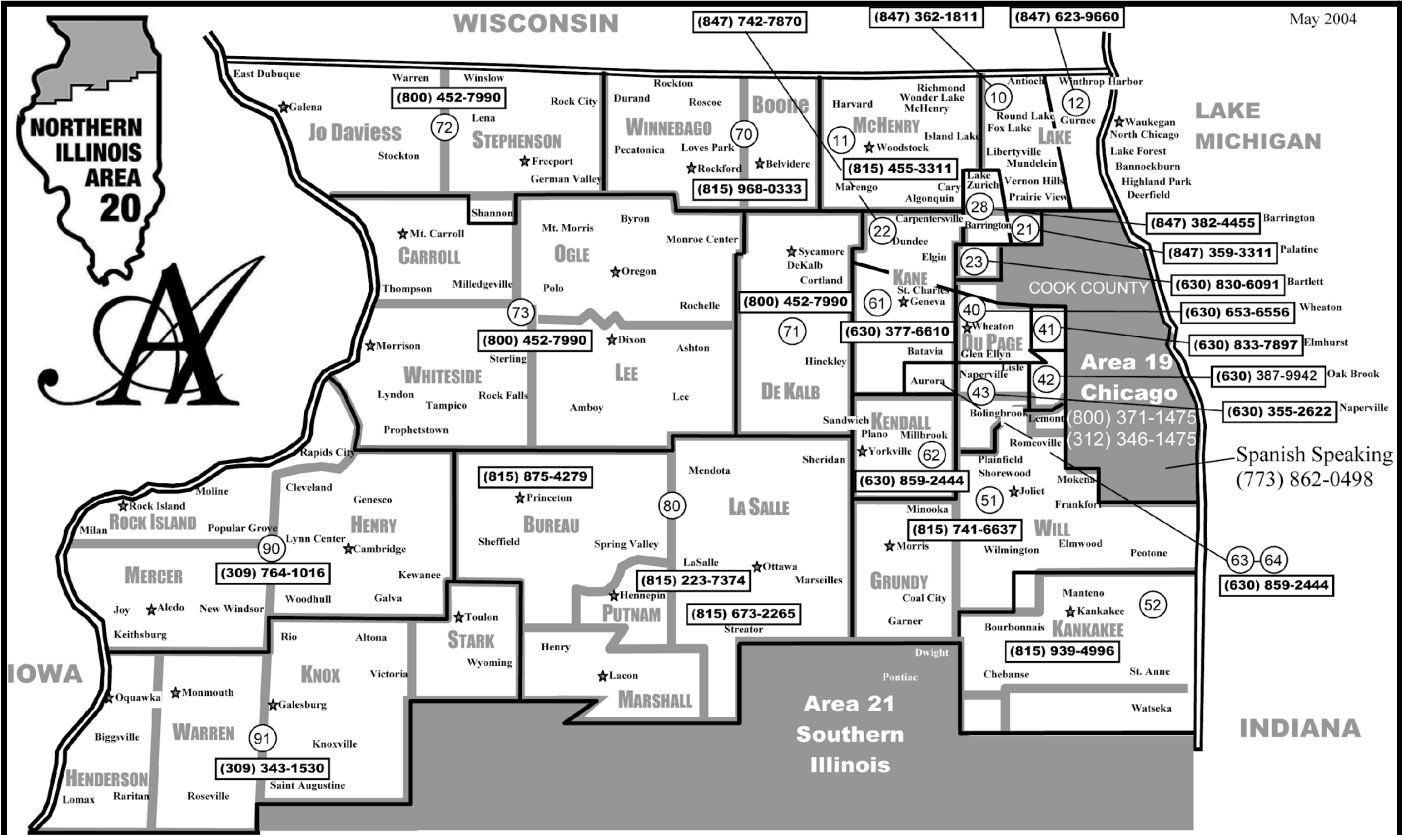 WISCONSIN
(847) 742-7870
(847) 362-1811
(847) 623-9660
May 2004
NORTHERN
ILLINOIS
AREA
20
AA
East Dubuque
Galena
Jo Daviess
Stockton
Warren
Winslow
(800) 452-7990
72
Lena
Rock City
STEPHENSON
Freeport
German Valley
Rockton
Durand
Roscoe
WINNEBAGO
Pecatonica
Loves Park
Rockford
(815) 968-0333
70
Boone
Belvidere
Harvard
Richmond
Wonder Lake
McHenry
MCHENRY
11
Island Lake
Woodstock
(815) 455-3311
Marengo
Cary
Algonquin
10
Antioch
Round Lake
Fox Lake
LAKE
Libertyville
Mundelein
Vernon Hills
Prairie View
Lake
Zurich
12
Winthrop Harbor
Gurnee
Waukegan
North Chicago
Lake Forest
Bannockburn
Highland Park
Deerfield
LAKE
MICHIGAN
Shannon
Mt. Carroll
CARROLL
Thompson
Milledgeville
Mt. Morris
Byron
OGLE
Monroe Center
Oregon
Polo
Rochelle
73
(800) 452-7990
Sterling
Morrison
WHITESIDE
Lyndon
Tampico
Rock Falls
Prophetstown
Dixon
Ashton
LEE
Amboy
Lee
Sycamore
DeKalb
Cortland
(800) 452-7990
71
Hinckley
DE KALB
Sandwich
22
Carpentersville
Dundee
Elgin
KANE
St. Charles
61
Geneva
(630) 377-6610
Batavia
Aurora
28
Barrington
21
23
COOK COUNTY
40
Wheaton
DU PAGE
Glen Ellyn
41
Lisle
Naperville
42
43
Bolingbrook
Lemont
Romeoville
(847) 382-4455 Barrington
(847) 359-3311 Palatine
(630) 830-6091 Bartlett
(630) 653-6556 Wheaton
(630) 833-7897 Elmhurst
(630) 387-9942 Oak Brook
(630) 355-2622 Naperville
Area 19
Chicago
(800) 371-1475
(312) 346-1475
Spanish Speaking
(773) 862-0498
KENDALL
Plano
Millbrook
Yorkville
62
(630) 859-2444
Plainfield
Shorewood
Mokena
51
Joliet
Frankfort
Minooka
(815) 741-6637
WILL
Wilmington
Elmwood
Peotone
63
64
(630) 859-2444
Morris
GRUNDY
Coal City
Garner
Manteno
52
Kankakee
Bourbonnais
KANKAKEE
(815) 939-4996
Chebanse
St. Anne
Watseka
Rapids City
Moline
Rock Island
ROCK ISLAND
Milan
Popular Grove
Cleveland
Genesco
HENRY
Lynn Center
Cambridge
90
(309) 764-1016
Kewanee
Woodhull
Galva
MERCER
Joy
Aledo
New Windsor
Keithsburg
(815) 875-4279
Princeton
BUREAU
Sheffield
Spring Valley
80
Mendota
Sheridan
LA SALLE
LaSalle
Ottawa
(815) 223-7374
Marseilles
(815) 673-2265
Streator
Hennepin
PUTNAM
Henry
Lacon
MARSHALL
Toulon
STARK
Wyoming
Rio
Altona
KNOX
Victoria
Galesburg
Knoxville
Saint Augustine
IOWA
Oquawka
Monmouth
Biggsville
WARREN
91
(309) 343-1530
HENDERSON
Lomax
Raritan
Roseville
Dwight
Pontiac
Area 21
Southern
Illinois
INDIANA